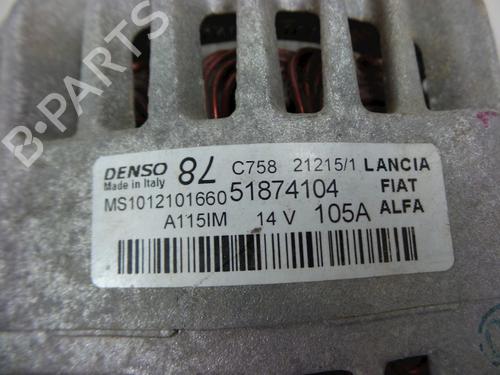 B-PARTS
DENSO 78 C758 21215/1 LANCIA
Made in Italy
MS1012101660 51874104 FIAT
A115IM 14 V 105A ALFA